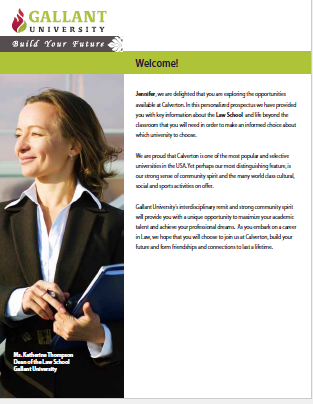 GALLANT
UNIVERSITY
Build Your Future
Welcome!
Jennifer, we are delighted that you are exploring the opportunities
available at Calverton. In this personalized prospectus we have provided
you with key information about the Law School and life beyond the
classroom that you will need in order to make an informed choice about
which university to choose.
We are proud that Calverton is one of the most popular and selective
universities in the USA. Yet perhaps our most distinguishing feature, is
our strong sense of community spirit and the many world class cultural,
social and sports activities on offer.
Gallant University's interdisciplinary remit and strong community spirit
will provide you with a unique opportunity to maximize your academic
talent and achieve your professional dreams. As you embark on a career
in Law, we hope that you will choose to join us at Calverton, build your
future and form friendships and connections to last a lifetime.
Ms. Katherine Thompson
Dean of the Law School
Gallant University